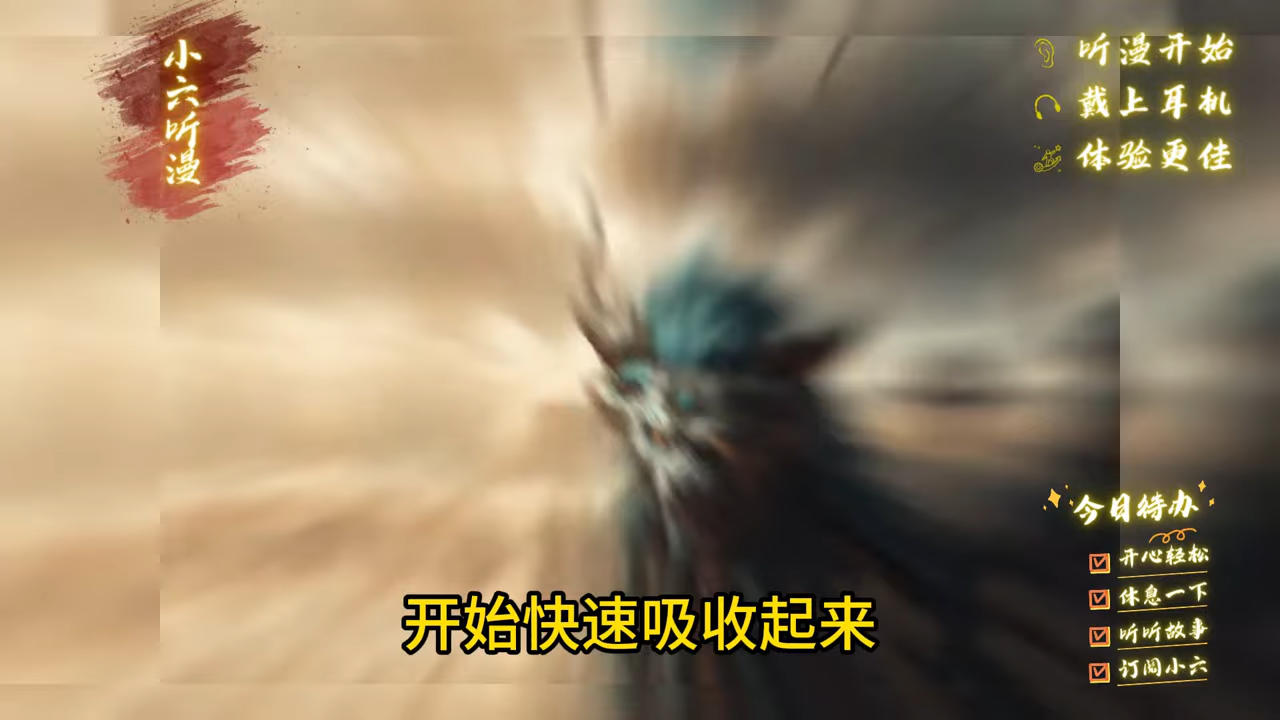 小六听漫
听漫开始
戴上耳机
体验更佳
今日待办
开心轻松
休息一下
听听故事
订阅小六
开始快速吸收起来